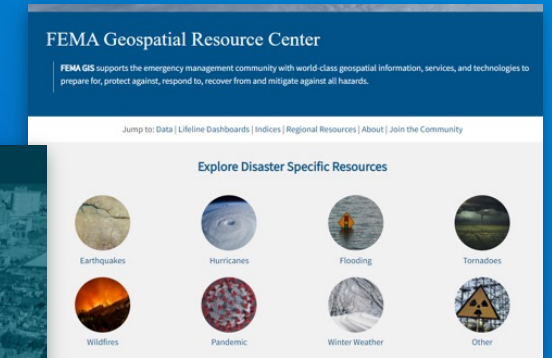 FEMA Geospatial Resource Center
FEMA GIS supports the emergency management community with world-class geospatial information, services, and technologies to
prepare for, protect against, respond to, recover from and mitigate against all hazards.
Jump to: Data | Lifeline Dashboards | Indices | Regional Resources | About | Join the Community
Explore Disaster Specific Resources
Earthquakes
Hurricanes
Flooding
Tornadoes
Wildfires
Pandemic
Winter Weather
Other